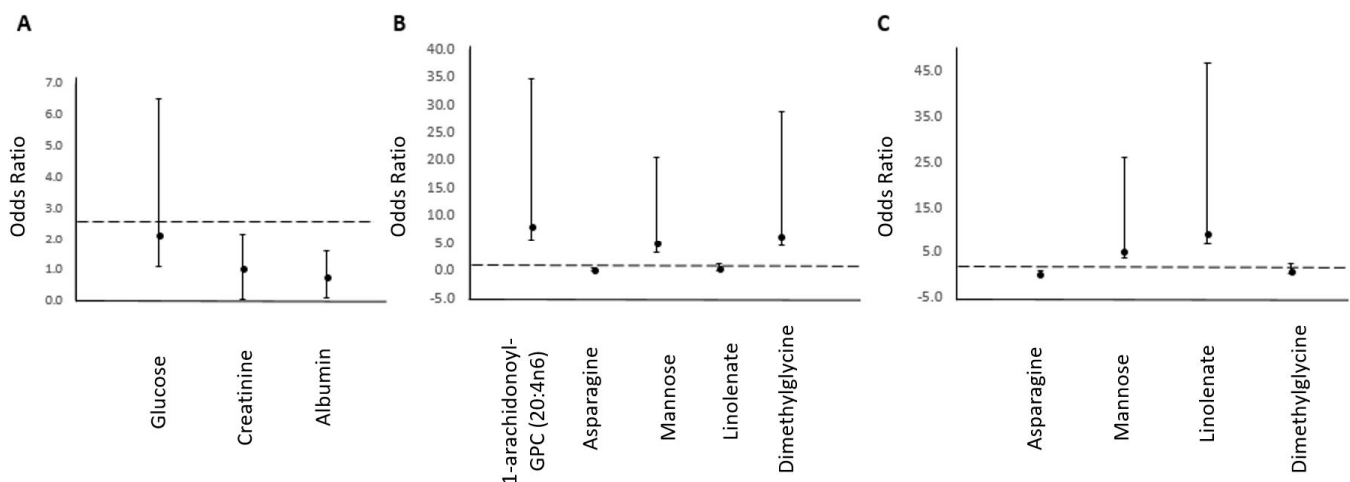 A
Odds Ratio
7.0
6.0
5.0
4.0
3.0
2.0
1.0
0.0
Glucose
Creatinine
Albumin
B
Odds Ratio
40.0
35.0
30.0
25.0
20.0
15.0
10.0
5.0
0.0
-5.0
1-arachidonoyl-
GPC (20:4n6)
Asparagine
Mannose
Linolenate
Dimethylglycine
C
Odds Ratio
45.0
35.0
25.0
15.0
5.0
-5.0
Asparagine
Mannose
Linolenate
Dimethylglycine